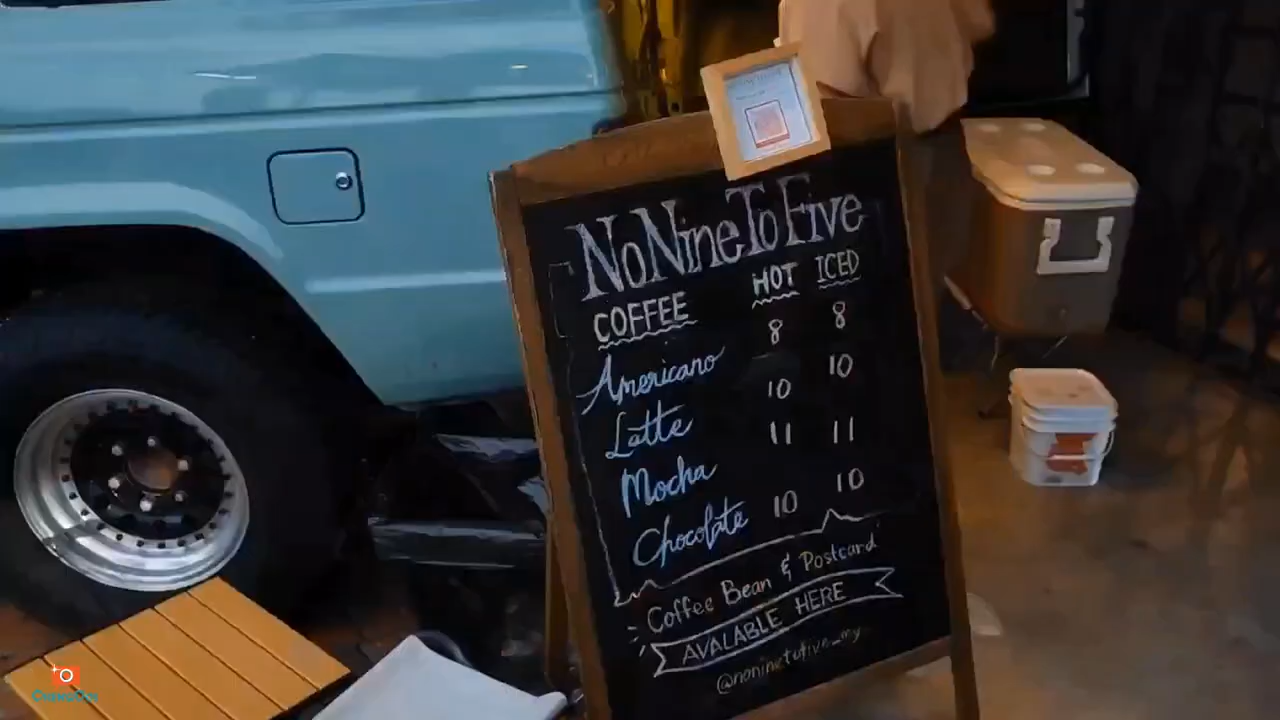 NoNineToFive
COFFEE HOT ICED
Americano 8 8
Latte 10 10
Mocha 11 11
Chocolate 10 10
Coffee Bean & Postcard
AVALABLE HERE
@noninetofive_my